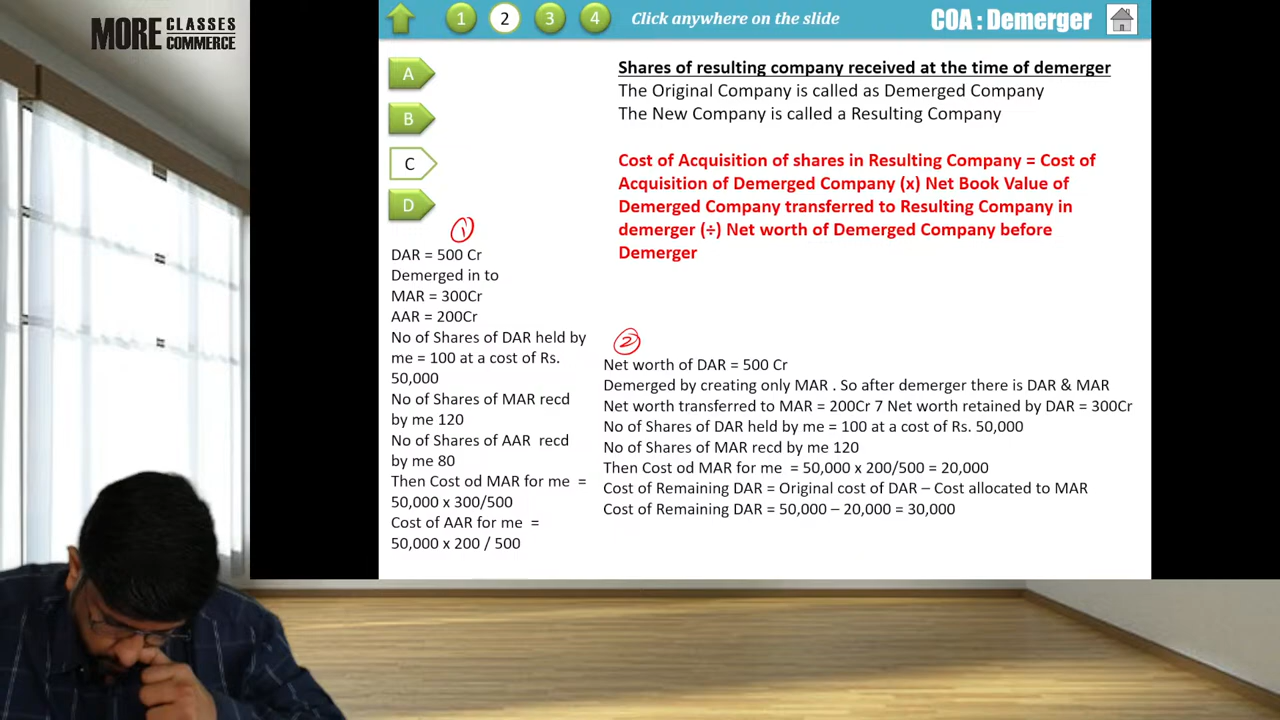 MORE CLASSES COMMERCE
1 2 3 4 Click anywhere on the slide COA : Demerger
A
B
C
D
Shares of resulting company received at the time of demerger
The Original Company is called as Demerged Company
The New Company is called a Resulting Company
Cost of Acquisition of shares in Resulting Company = Cost of
Acquisition of Demerged Company (x) Net Book Value of
Demerged Company transferred to Resulting Company in
demerger (÷) Net worth of Demerged Company before
Demerger
1
DAR = 500 Cr
Demerged in to
MAR = 300Cr
AAR = 200Cr
No of Shares of DAR held by
me = 100 at a cost of Rs.
50,000
No of Shares of MAR recd
by me 120
No of Shares of AAR recd
by me 80
Then Cost od MAR for me =
50,000 x 300/500
Cost of AAR for me =
50,000 x 200 / 500
2
Net worth of DAR = 500 Cr
Demerged by creating only MAR . So after demerger there is DAR & MAR
Net worth transferred to MAR = 200Cr 7 Net worth retained by DAR = 300Cr
No of Shares of DAR held by me = 100 at a cost of Rs. 50,000
No of Shares of MAR recd by me 120
Then Cost od MAR for me = 50,000 x 200/500 = 20,000
Cost of Remaining DAR = Original cost of DAR – Cost allocated to MAR
Cost of Remaining DAR = 50,000 – 20,000 = 30,000